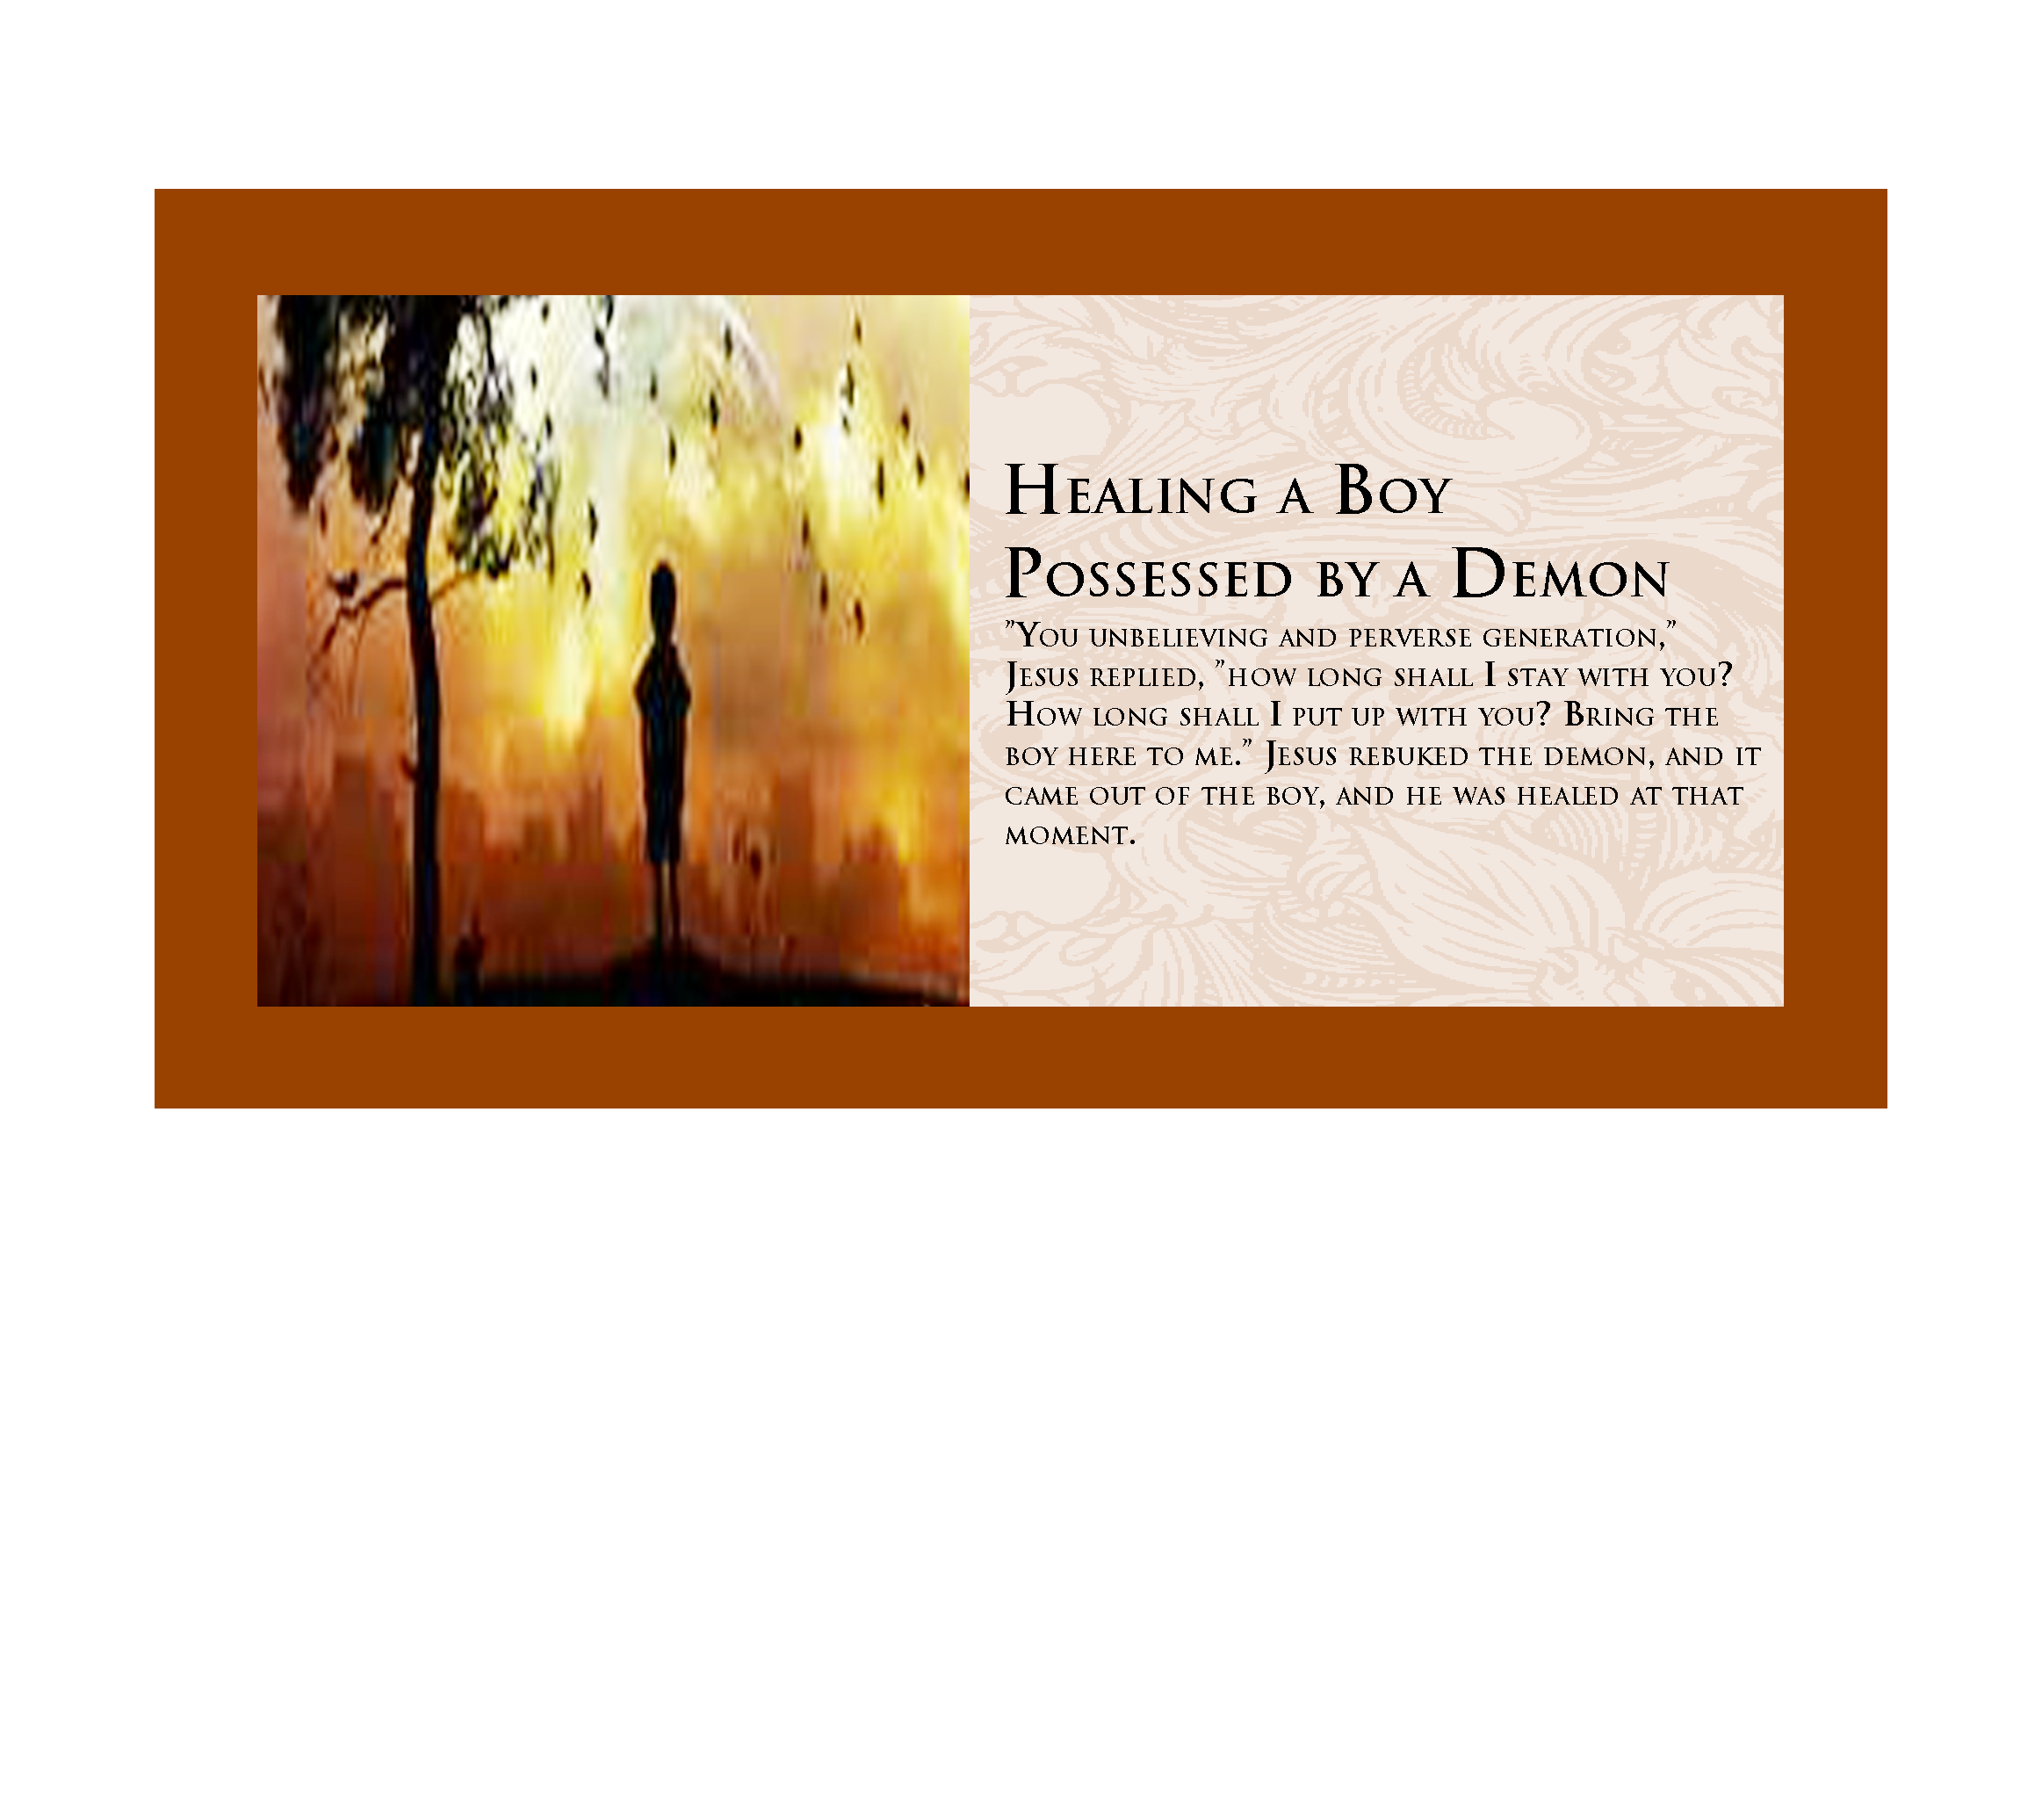 Healing a Boy
Possessed by a Demon
"You unbelieving and perverse generation,"
Jesus replied, "how long shall I stay with you?
How long shall I put up with you? Bring the
boy here to me." Jesus rebuked the demon, and it
came out of the boy, and he was healed at that
moment.